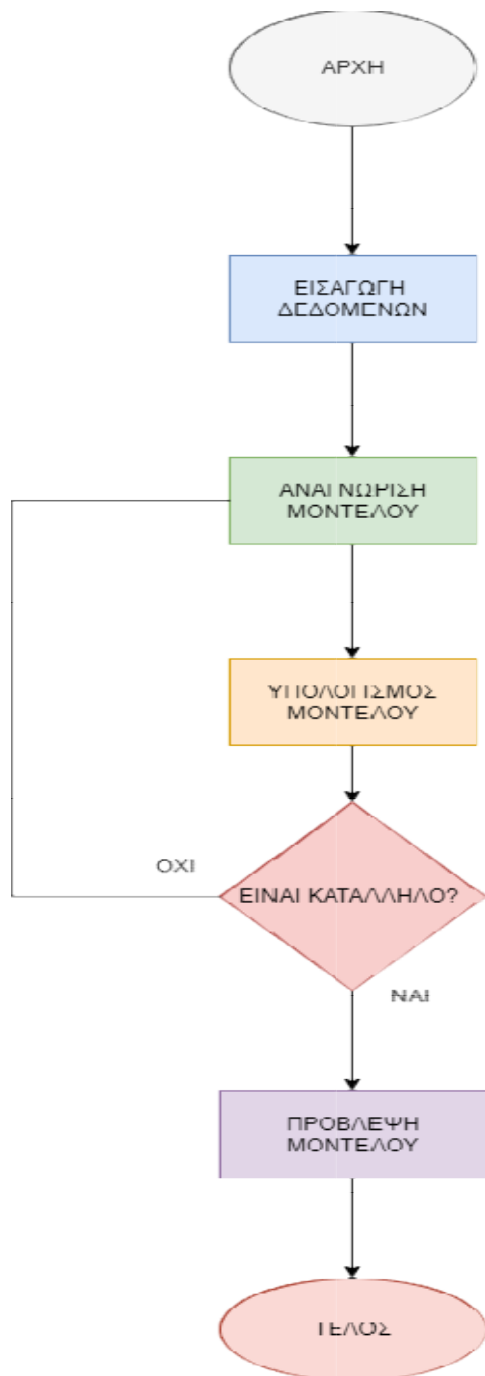 ΑΡΧΗ
ΕΙΣΑΓΩΓΗ
ΔΕΔΟΜΕΝΩΝ
ΑΝΑΓΝΩΡΙΣΗ
ΜΟΝΤΕΛΟΥ
ΥΠΟΛΟΓΙΣΜΟΣ
ΜΟΝΤΕΛΟΥ
ΟΧΙ
ΕΙΝΑΙ ΚΑΤΑΛΛΗΛΟ?
ΝΑΙ
ΠΡΟΒΛΕΨΗ
ΜΟΝΤΕΛΟΥ
ΤΕΛΟΣ